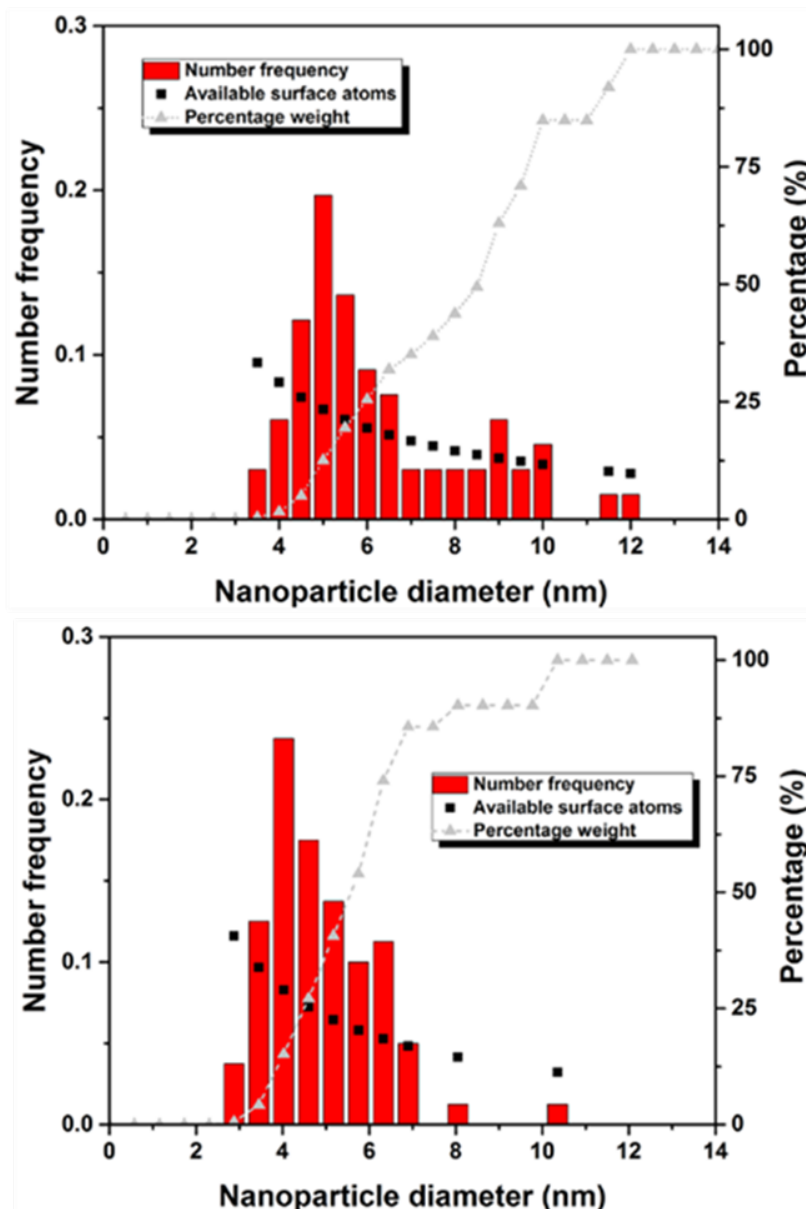 0.3
100
Number frequency
Available surface atoms
Percentage weight
Number frequency
0.2
75
Percentage (%)
50
0.1
25
0.0
0
0 2 4 6 8 10 12 14
Nanoparticle diameter (nm)
0.3
100
Number frequency
0.2
75
Number frequency
Available surface atoms
Percentage weight
Percentage (%)
50
0.1
25
0.0
0
0 2 4 6 8 10 12 14
Nanoparticle diameter (nm)